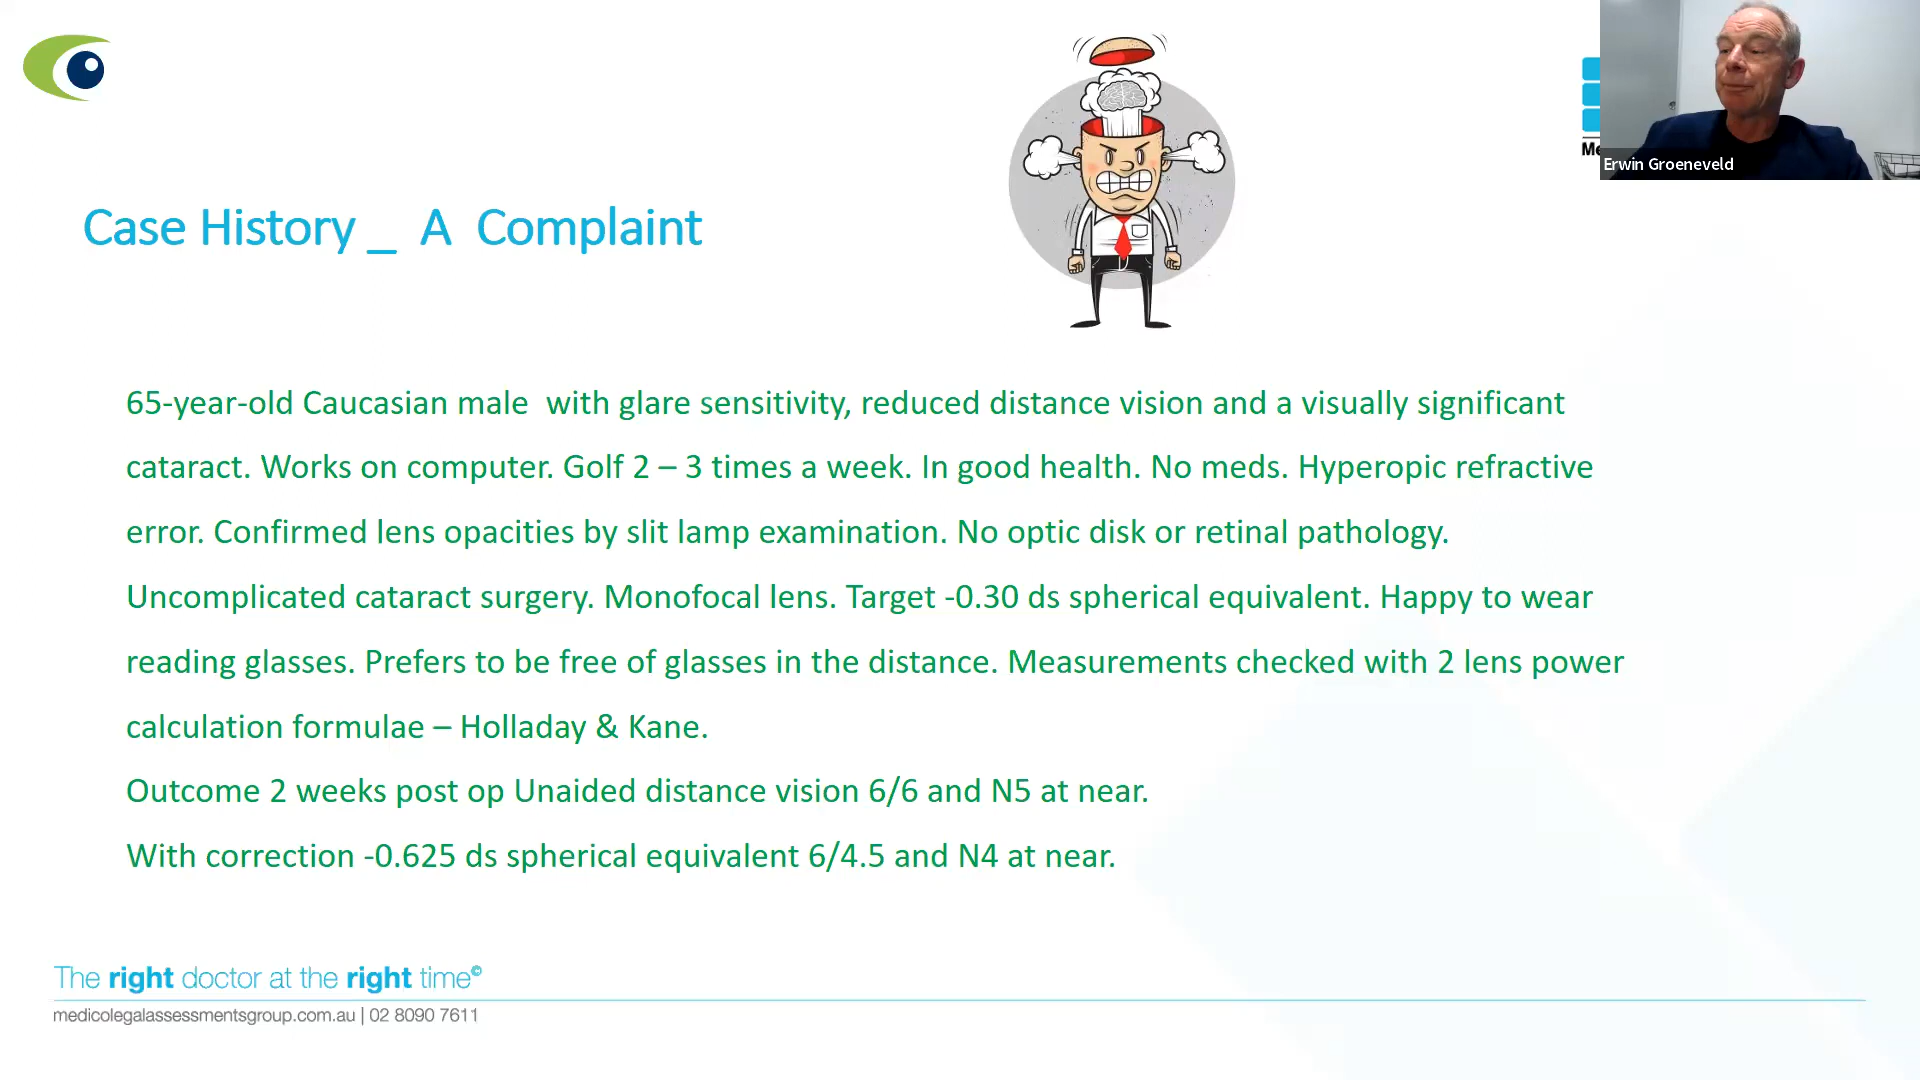 Me
Erwin Groeneveld
Case History _ A Complaint
65-year-old Caucasian male with glare sensitivity, reduced distance vision and a visually significant
cataract. Works on computer. Golf 2 – 3 times a week. In good health. No meds. Hyperopic refractive
error. Confirmed lens opacities by slit lamp examination. No optic disk or retinal pathology.
Uncomplicated cataract surgery. Monofocal lens. Target -0.30 ds spherical equivalent. Happy to wear
reading glasses. Prefers to be free of glasses in the distance. Measurements checked with 2 lens power
calculation formulae – Holladay & Kane.
Outcome 2 weeks post op Unaided distance vision 6/6 and N5 at near.
With correction -0.625 ds spherical equivalent 6/4.5 and N4 at near.
The right doctor at the right time©
medicolegalassessmentsgroup.com.au | 02 8090 7611